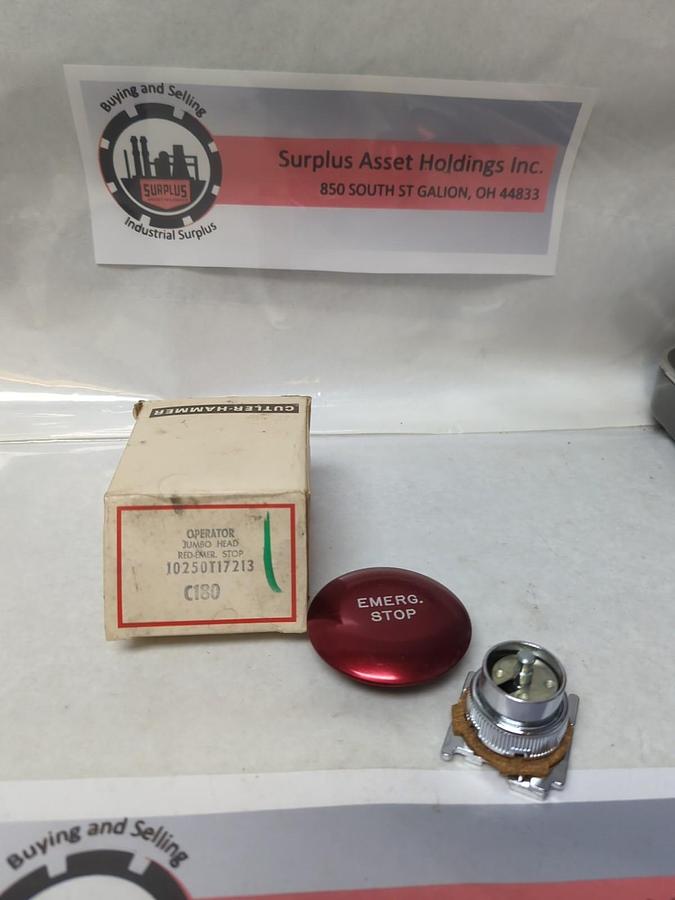 Buying and Selling
SURPLUS
Industrial Surplus
Surplus Asset Holdings Inc.
850 SOUTH ST GALION, OH 44833
CUTLER-HAMMER
OPERATOR
JUMBO HEAD
RED-EMER. STOP
10250T17213
C180
EMERG.
STOP
Buying and Selling